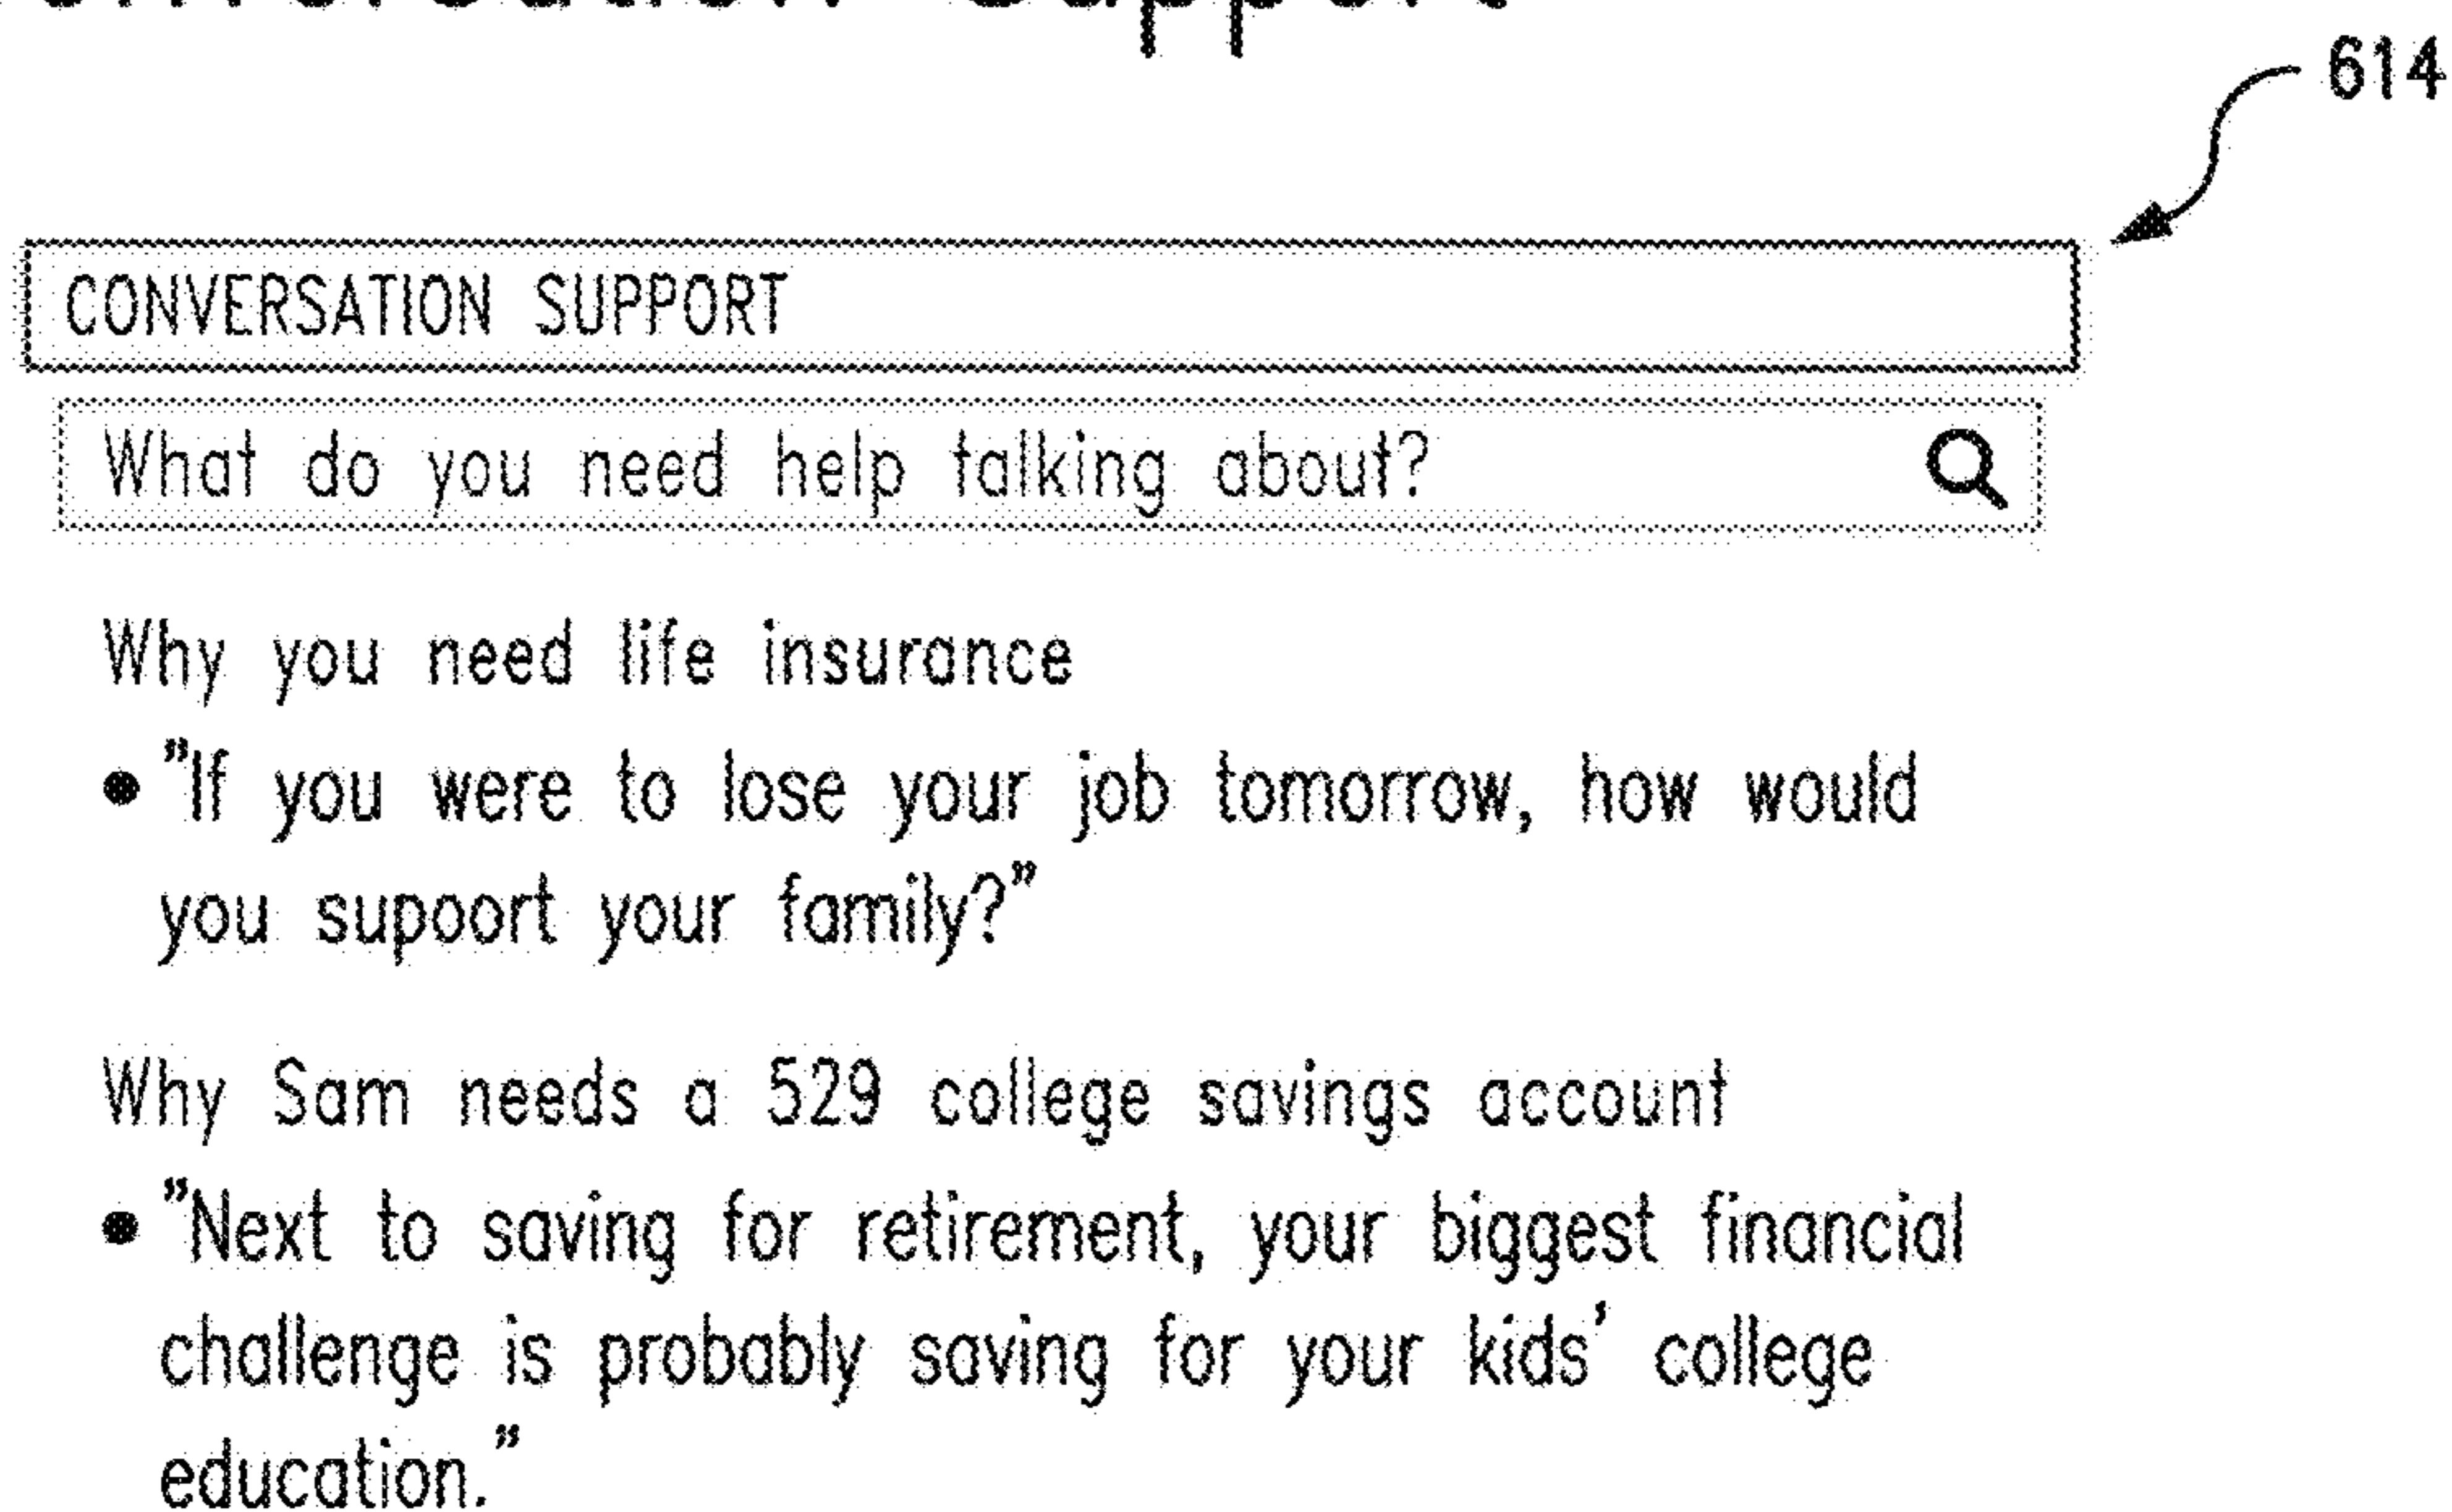 614
CONVERSATION SUPPORT
What do you need help talking about?
Why you need life insurance
• "If you were to lose your job tomorrow, how would
you supoort your family?"
Why Sam needs a 529 college savings account
• "Next to saving for retirement, your biggest financial
challenge is probably saving for your kids' college
education."